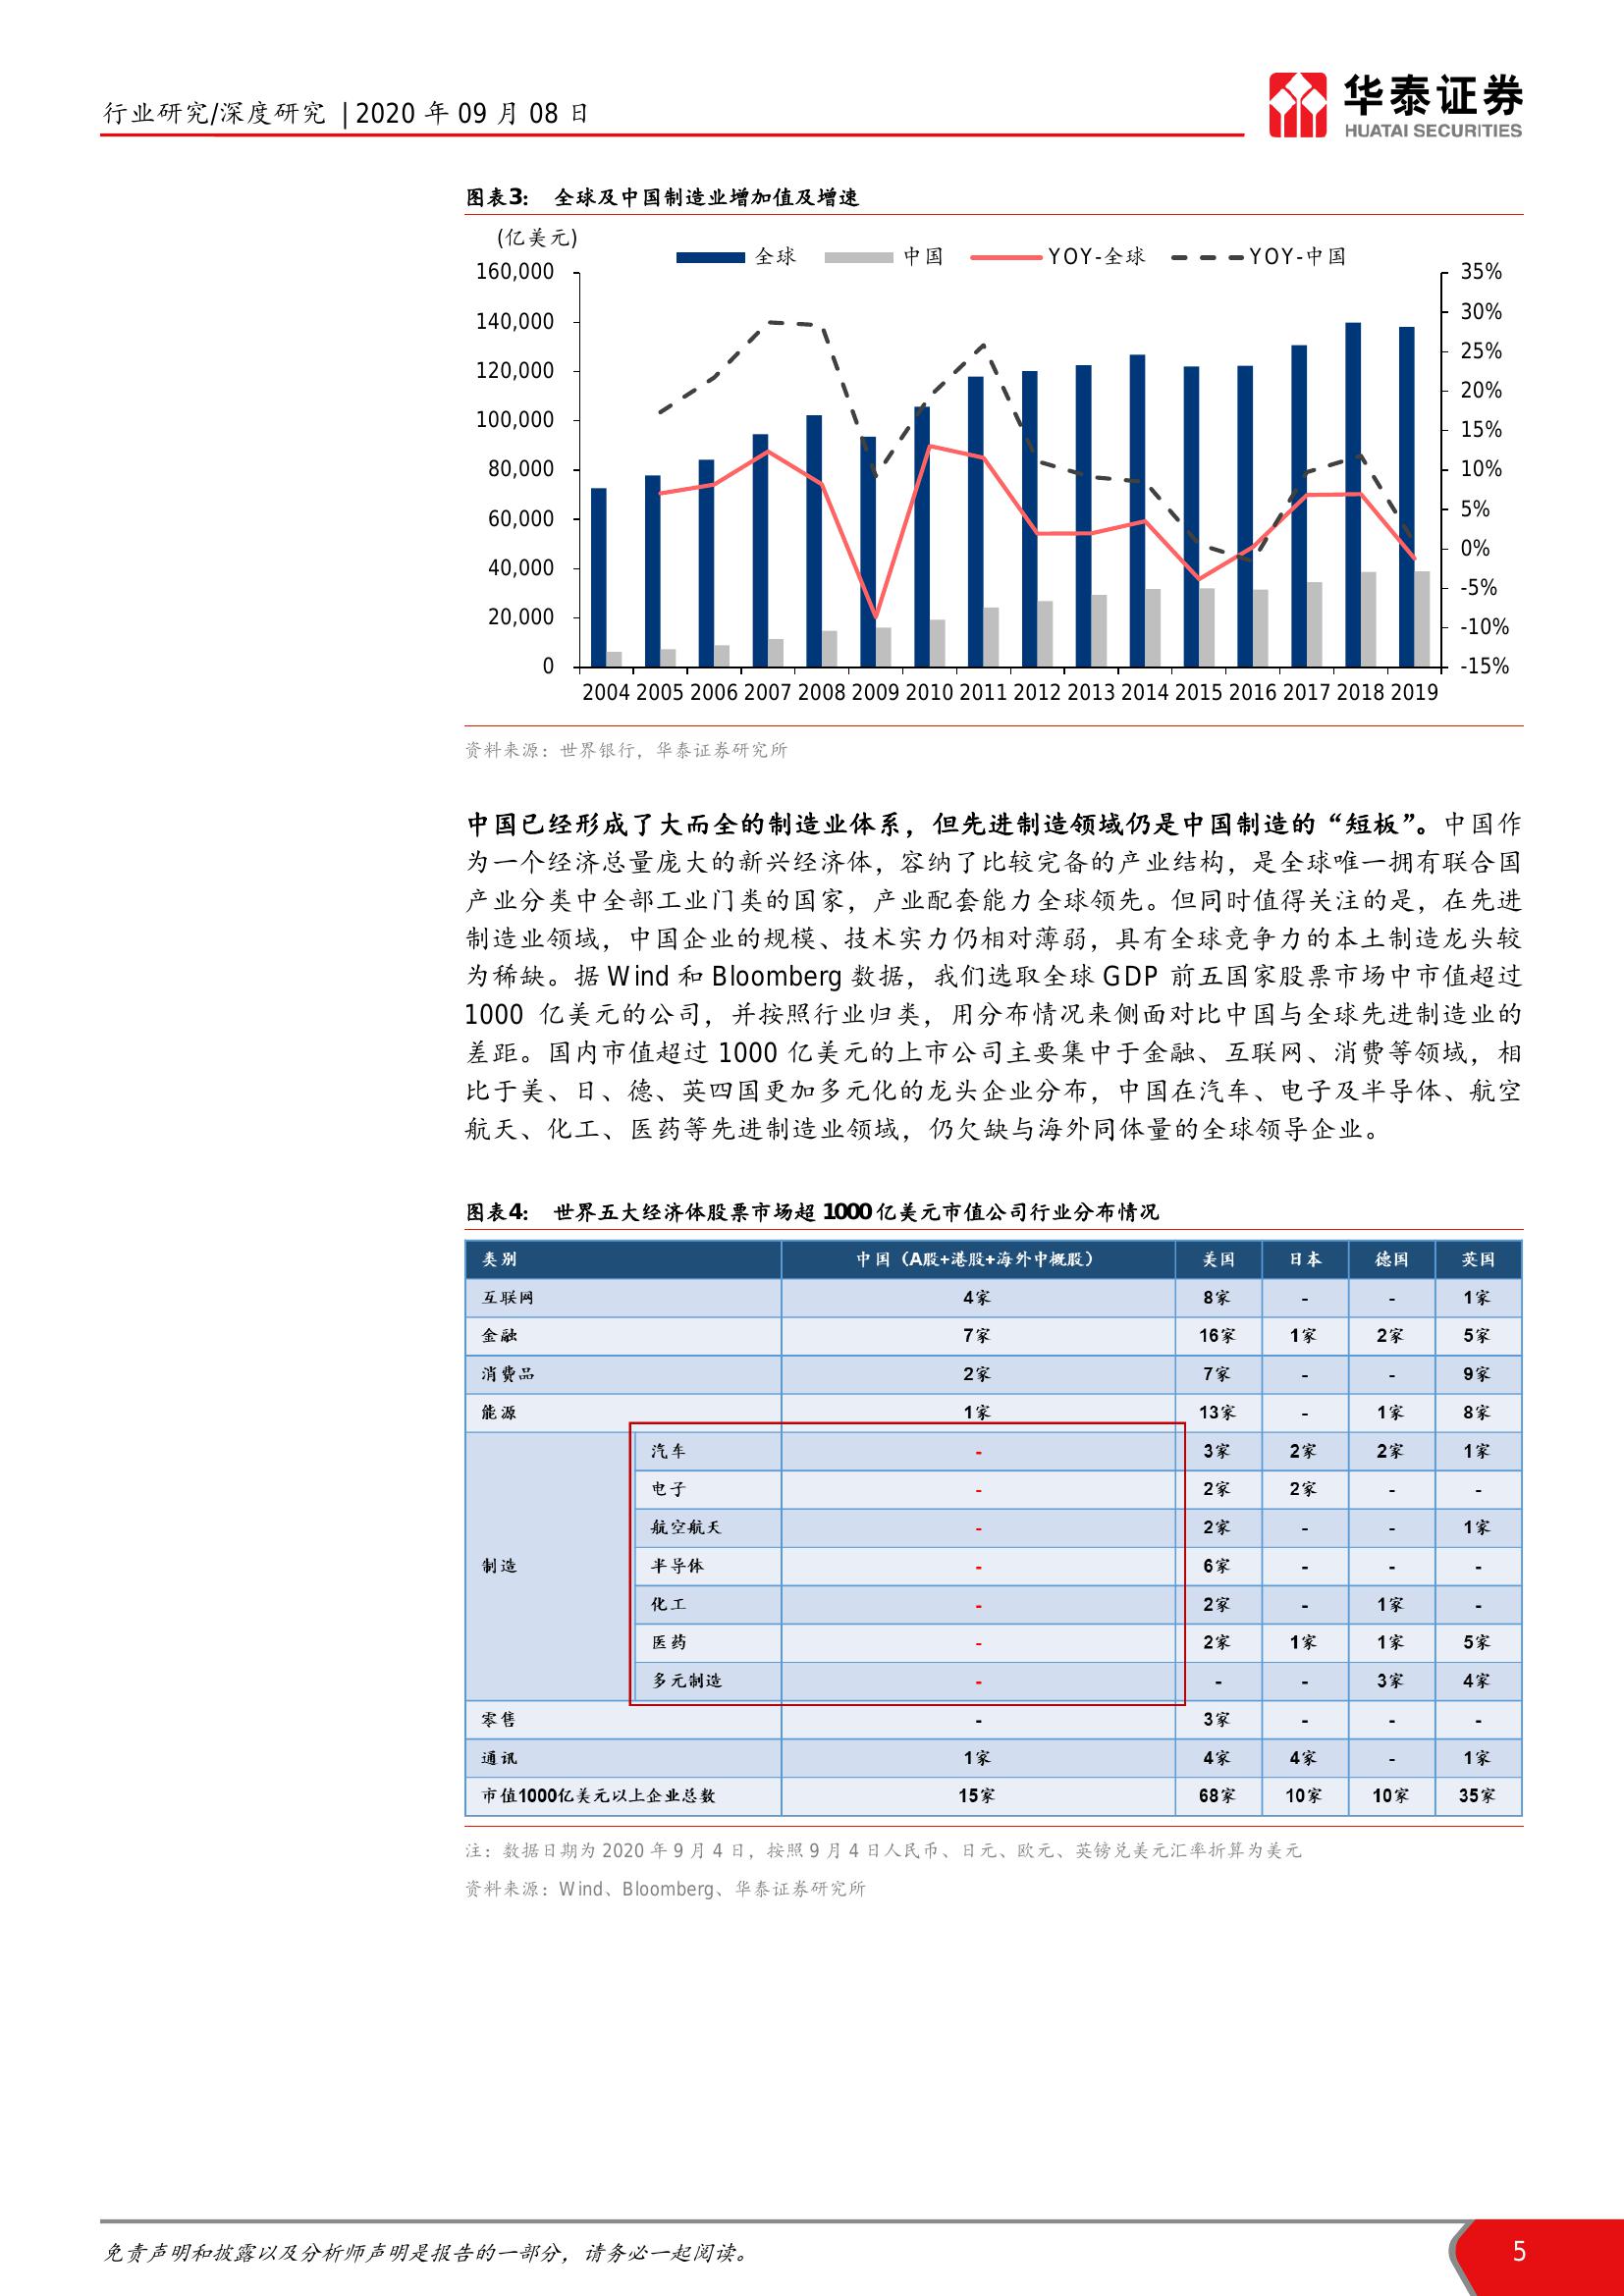 行业研究/深度研究 | 2020 年 09 月 08 日
华泰证券
HUATAI SECURITIES
图表3： 全球及中国制造业增加值及增速
(亿美元)
全球 中国 YOY-全球 YOY-中国
160,000 35%
140,000 30%
120,000 25%
100,000 20%
80,000 15%
60,000 10%
40,000 5%
20,000 0%
0 -5%
-10%
-15%
2004 2005 2006 2007 2008 2009 2010 2011 2012 2013 2014 2015 2016 2017 2018 2019
资料来源：世界银行，华泰证券研究所
中国已经形成了大而全的制造业体系，但先进制造领域仍是中国制造的“短板”。中国作
为一个经济总量庞大的新兴经济体，容纳了比较完备的产业结构，是全球唯一拥有联合国
产业分类中全部工业门类的国家，产业配套能力全球领先。但同时值得关注的是，在先进
制造业领域，中国企业的规模、技术实力仍相对薄弱，具有全球竞争力的本土制造龙头较
为稀缺。据 Wind 和 Bloomberg 数据，我们选取全球 GDP 前五国家股票市场中市值超过
1000 亿美元的公司，并按照行业归类，用分布情况来侧面对比中国与全球先进制造业的
差距。国内市值超过 1000 亿美元的上市公司主要集中于金融、互联网、消费等领域，相
比于美、日、德、英四国更加多元化的龙头企业分布，中国在汽车、电子及半导体、航空
航天、化工、医药等先进制造业领域，仍欠缺与海外同体量的全球领导企业。
图表4： 世界五大经济体股票市场超 1000 亿美元市值公司行业分布情况
类别 中国（A股+港股+海外中概股） 美国 日本 德国 英国
互联网 4家 8家 - - 1家
金融 7家 16家 1家 2家 5家
消费品 2家 7家 - - 9家
能源 1家 13家 - 1家 8家
汽车 - 3家 2家 2家 1家
电子 - 2家 2家 - -
航空航天 - 2家 - - 1家
制造 半导体 - 6家 - - -
化工 - 2家 - 1家 -
医药 - 2家 1家 1家 5家
多元制造 - - - 3家 4家
零售 - 3家 - - -
通讯 1家 4家 4家 - 1家
市值1000亿美元以上企业总数 15家 68家 10家 10家 35家
注：数据日期为 2020 年 9 月 4 日，按照 9 月 4 日人民币、日元、欧元、英镑兑美元汇率折算为美元
资料来源：Wind、Bloomberg、华泰证券研究所
免责声明和披露以及分析师声明是报告的一部分，请务必一起阅读。
5